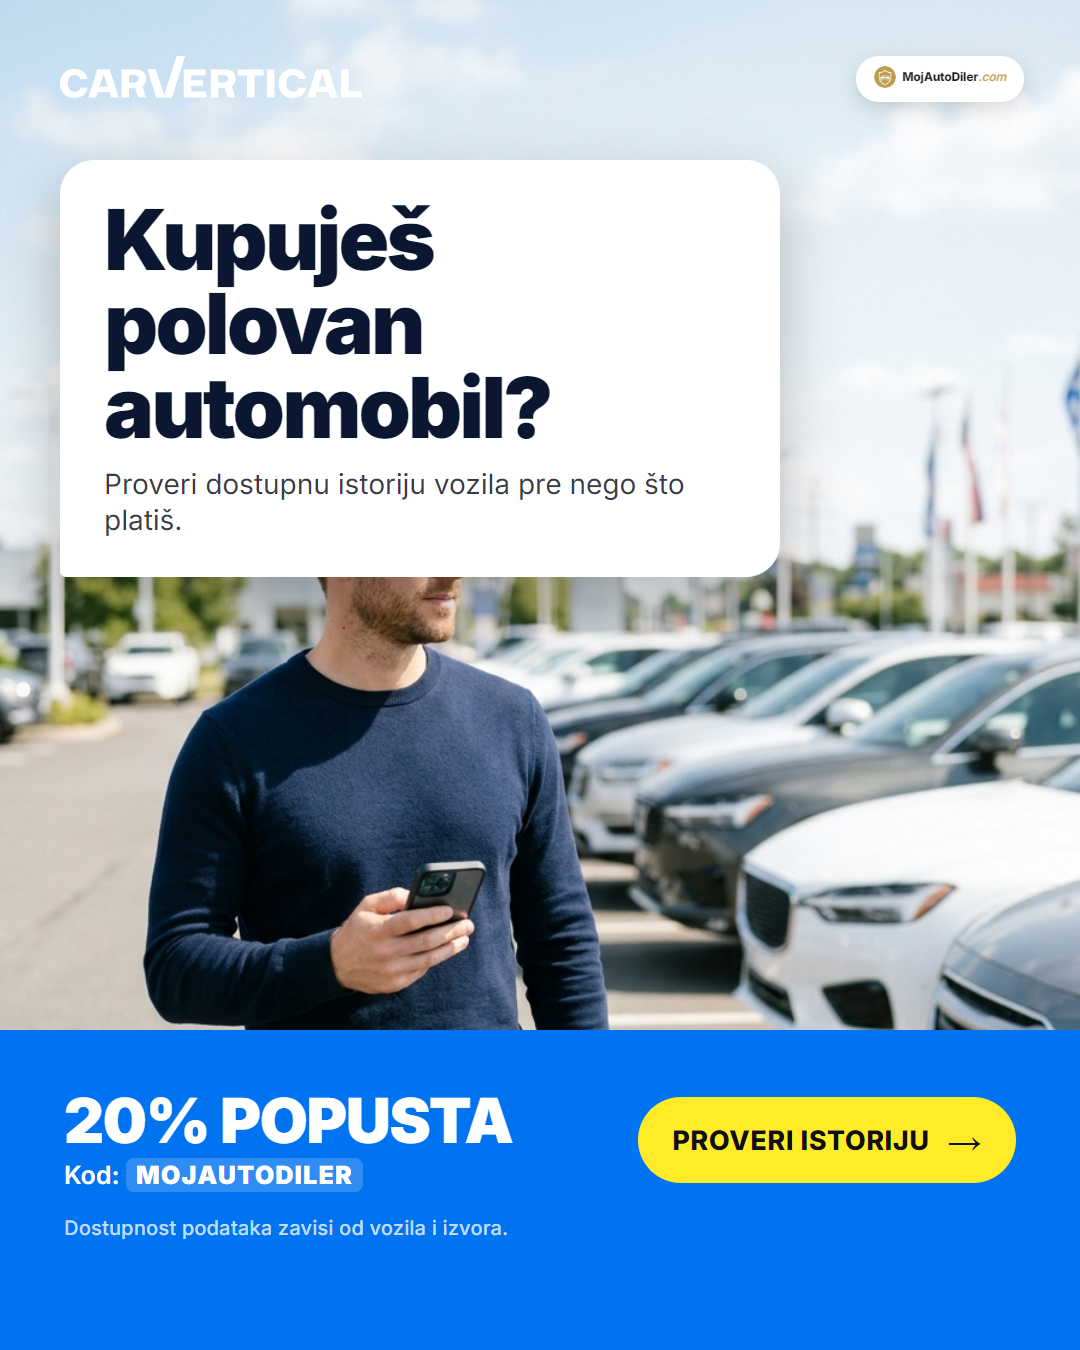 CARVERTICAL
MojAutoDiler.com
Kupuješ
polovan
automobil?
Proveri dostupnu istoriju vozila pre nego što
platiš.
20% POPUSTA
Kod: MOJAUTODILER
PROVERI ISTORIJU →
Dostupnost podataka zavisi od vozila i izvora.